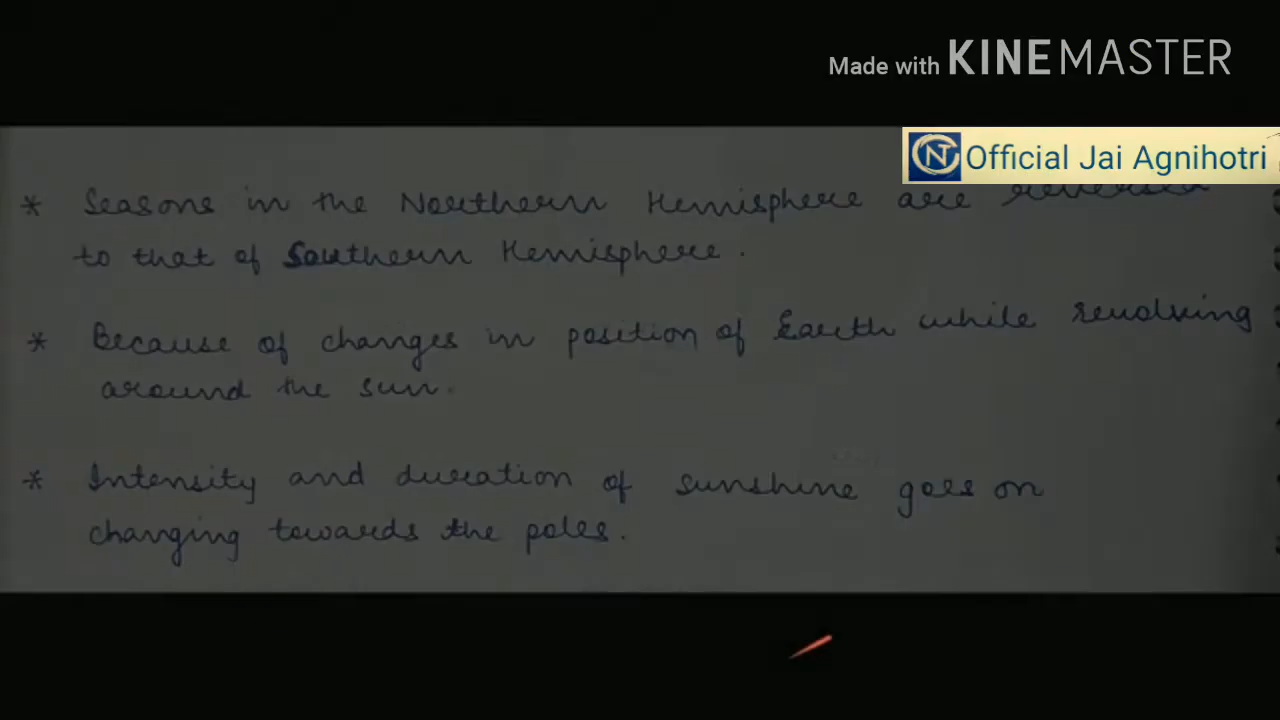 Made with KINEMASTER
Official Jai Agnihotri
* Seasons in the Northern Hemisphere are reversed
to that of Southern Hemisphere.
* Because of changes in position of Earth while revolving
around the sun.
* Intensity and duration of sunshine goes on
changing towards the poles.